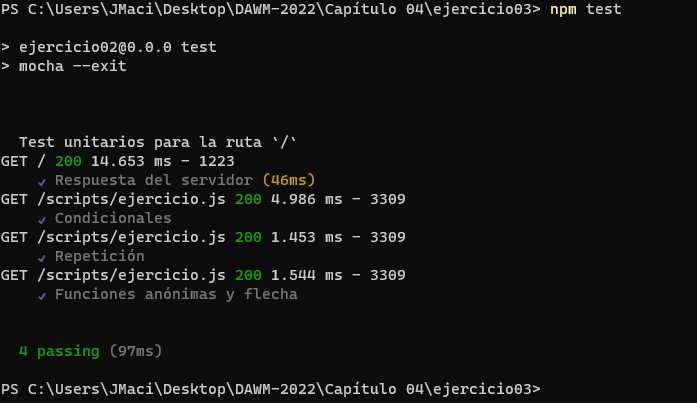 PS C:\Users\JMaci\Desktop\DAWM-2022\Capítulo 04\ejercicio03> npm test
> ejercicio02@0.0.0 test
> mocha --exit
Test unitarios para la ruta `/`
GET / 200 14.653 ms - 1223
✓ Respuesta del servidor (46ms)
GET /scripts/ejercicio.js 200 4.986 ms - 3309
✓ Condicionales
GET /scripts/ejercicio.js 200 1.453 ms - 3309
✓ Repetición
GET /scripts/ejercicio.js 200 1.544 ms - 3309
✓ Funciones anónimas y flecha
4 passing (97ms)
PS C:\Users\JMaci\Desktop\DAWM-2022\Capítulo 04\ejercicio03>